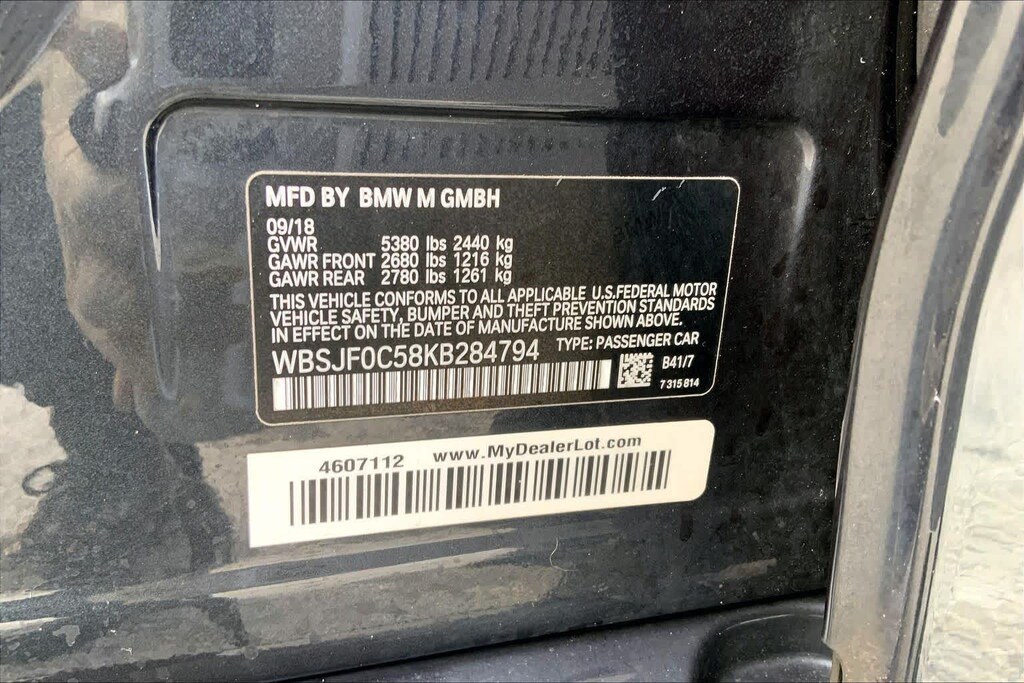 MFD BY BMW M GMBH
09/18
GVWR 5380 lbs 2440 kg
GAWR FRONT 2680 lbs 1216 kg
GAWR REAR 2780 lbs 1261 kg
THIS VEHICLE CONFORMS TO ALL APPLICABLE U.S.FEDERAL MOTOR
VEHICLE SAFETY, BUMPER AND THEFT PREVENTION STANDARDS
IN EFFECT ON THE DATE OF MANUFACTURE SHOWN ABOVE.
WBSJF0C58KB284794 TYPE: PASSENGER CAR
B41/7
7 315 814
4607112 www.MyDealerLot.com